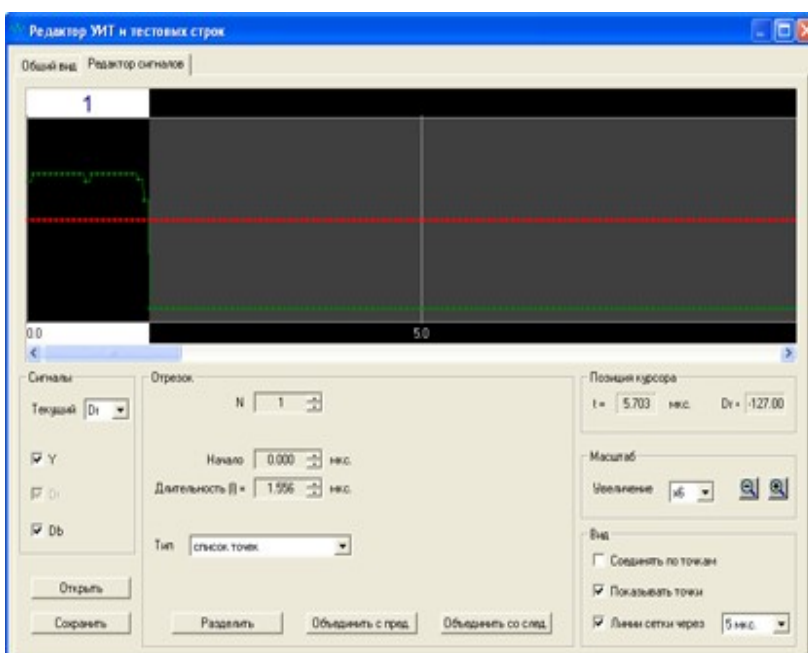 Редактор УИТ и тестовых строк
Общий вид Редактор сигналов
1
0.0 5.0
Сигналы
Текущий Dr
Y
Dr
Db
Открыть
Сохранить
Отрезок
N 1
Начало 0.000 мкс.
Длительность (l) = 1.556 мкс.
Тип список точек
Разделить Объединить с пред. Объединить со след.
Позиция курсора
t = 5.703 мкс. Dr = -127.00
Масштаб
Увеличение x6
Вид
Соединять по точкам
Показывать точки
Линии сетки через 5 мкс.